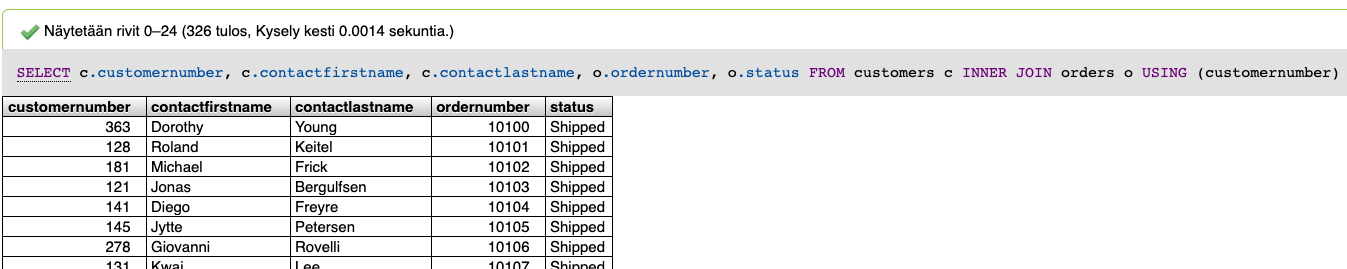 Näytetään rivit 0–24 (326 tulos, Kysely kesti 0.0014 sekuntia.)
SELECT c.customernumber, c.contactfirstname, c.contactlastname, o.ordernumber, o.status FROM customers c INNER JOIN orders o USING (customernumber)
customernumber contactfirstname contactlastname ordernumber status
363 Dorothy Young 10100 Shipped
128 Roland Keitel 10101 Shipped
181 Michael Frick 10102 Shipped
121 Jonas Bergulfsen 10103 Shipped
141 Diego Freyre 10104 Shipped
145 Jytte Petersen 10105 Shipped
278 Giovanni Rovelli 10106 Shipped
131 Kwai Lee 10107 Shipped